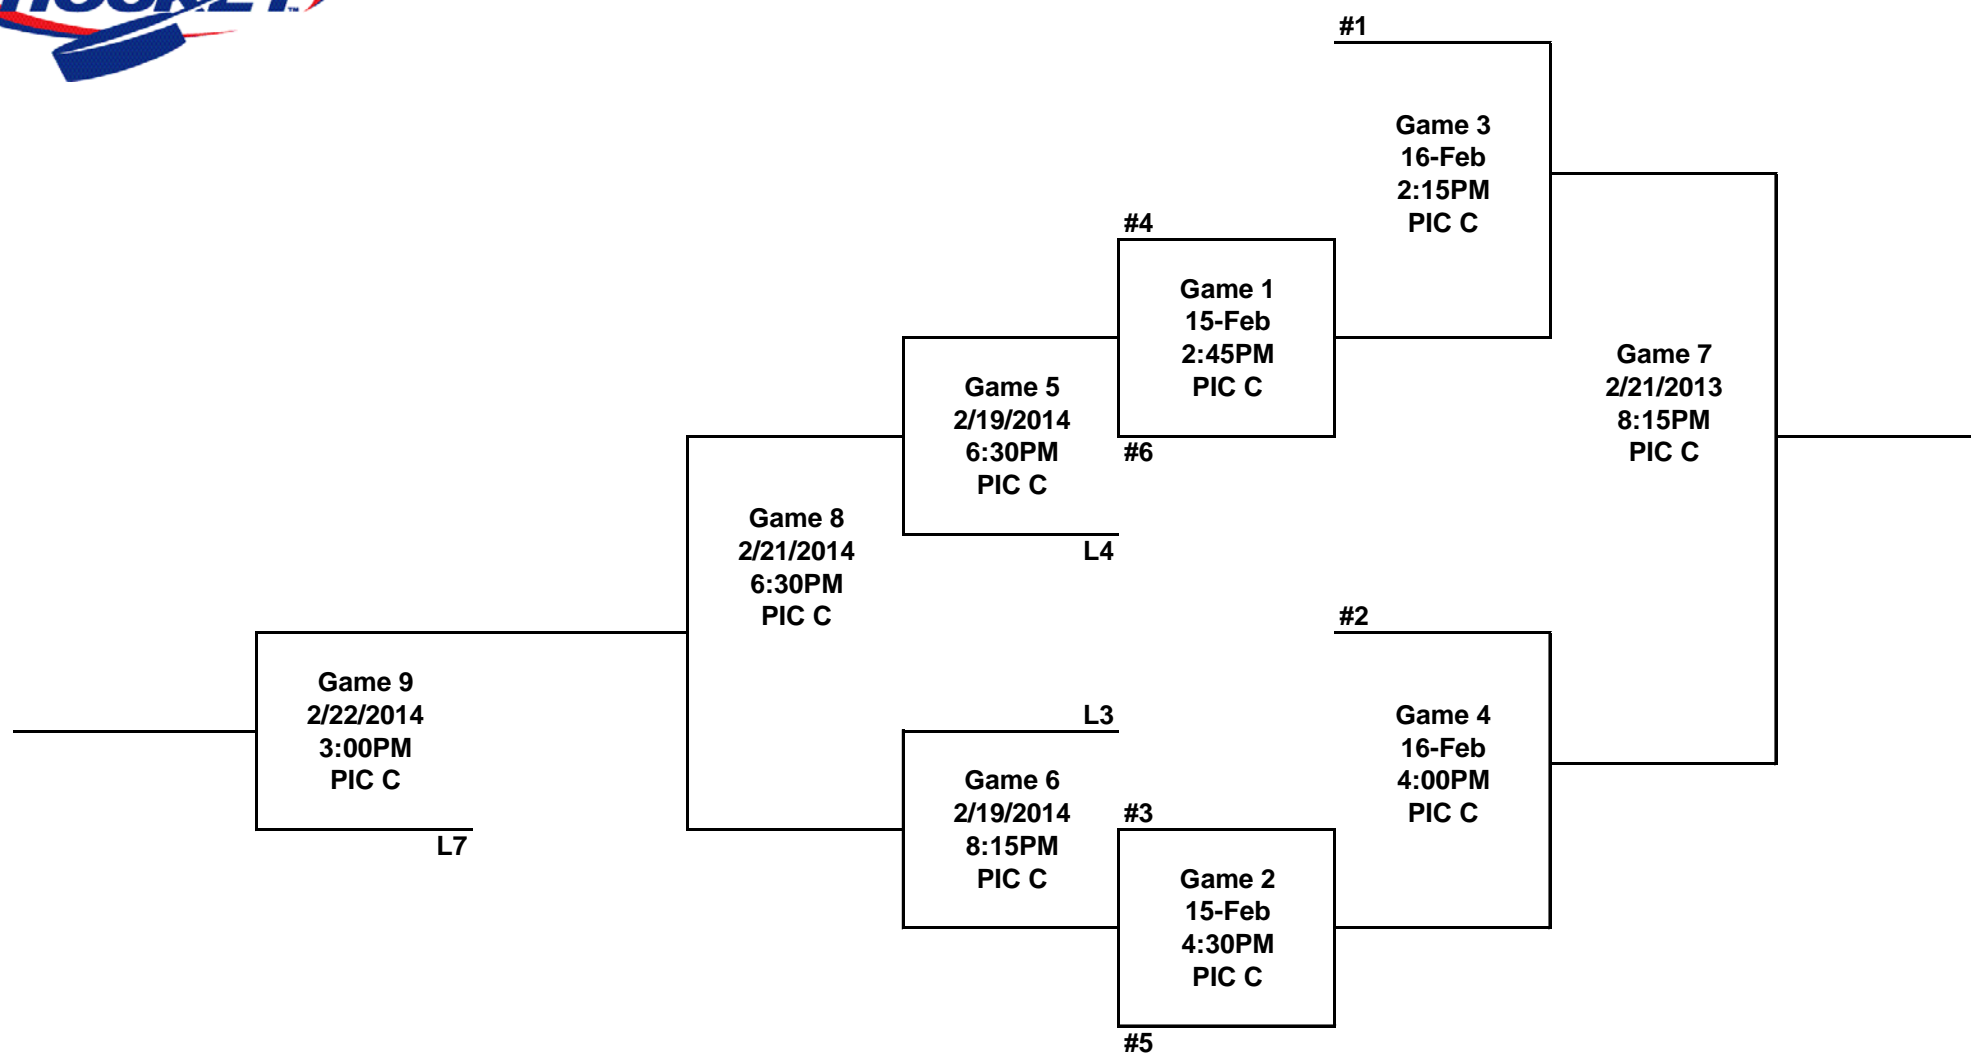 HOCKEY
#1
Game 3
16-Feb
2:15PM
PIC C
#4
Game 1
15-Feb
2:45PM
PIC C
#6
Game 7
2/21/2013
8:15PM
PIC C
Game 5
2/19/2014
6:30PM
PIC C
L4
Game 8
2/21/2014
6:30PM
PIC C
#2
Game 9
2/22/2014
3:00PM
PIC C
L7
L3
Game 4
16-Feb
4:00PM
PIC C
Game 6
2/19/2014
8:15PM
PIC C
#3
Game 2
15-Feb
4:30PM
PIC C
#5